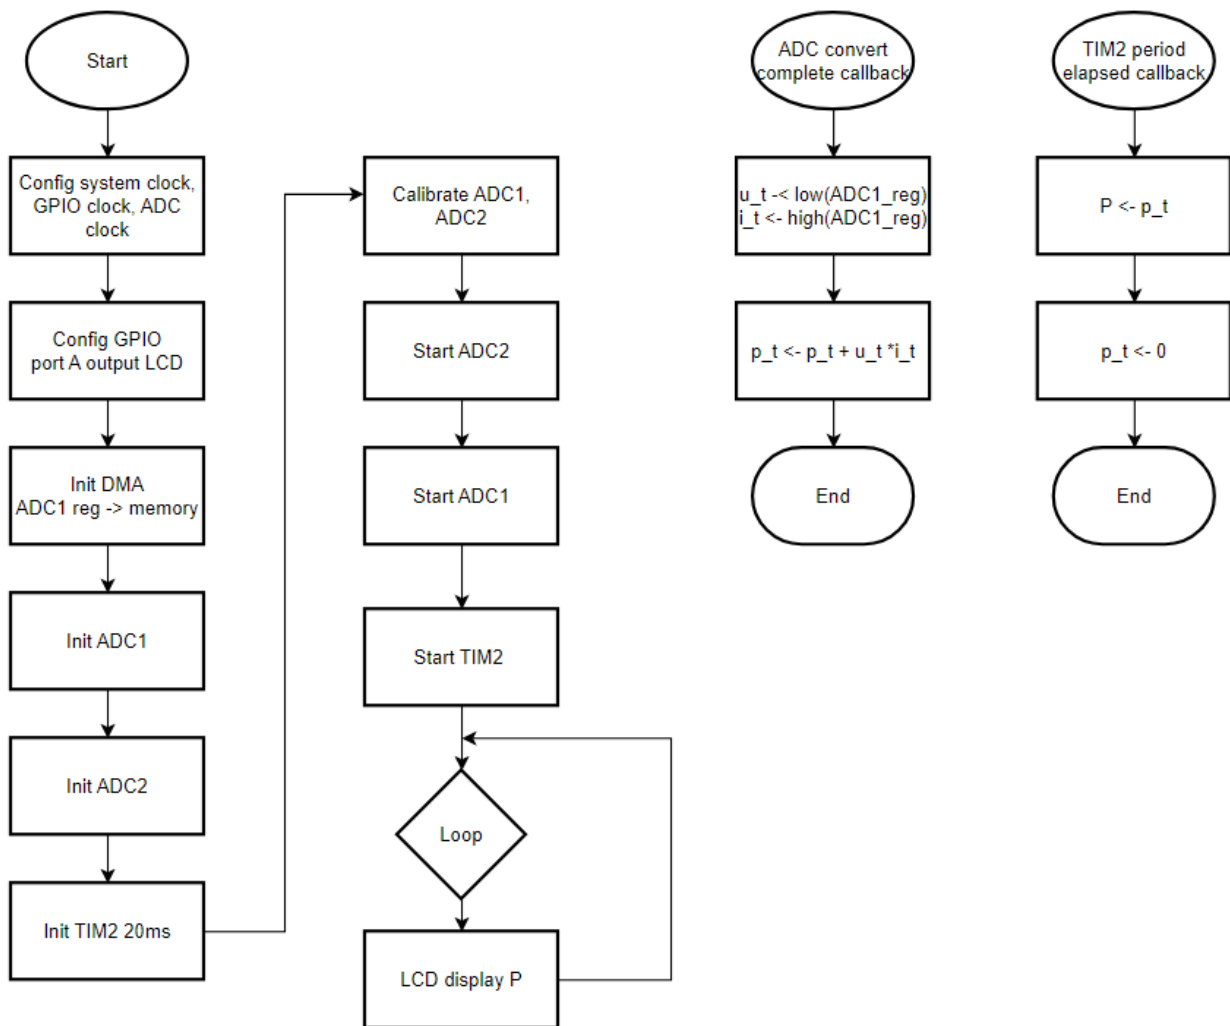 Start
Config system clock,
GPIO clock, ADC
clock
Config GPIO
port A output LCD
Init DMA
ADC1 reg -> memory
Init ADC1
Init ADC2
Init TIM2 20ms
Calibrate ADC1,
ADC2
Start ADC2
Start ADC1
Start TIM2
Loop
LCD display P
ADC convert
complete callback
u_t -< low(ADC1_reg)
i_t <- high(ADC1_reg)
p_t <- p_t + u_t *i_t
End
TIM2 period
elapsed callback
P <- p_t
p_t <- 0
End